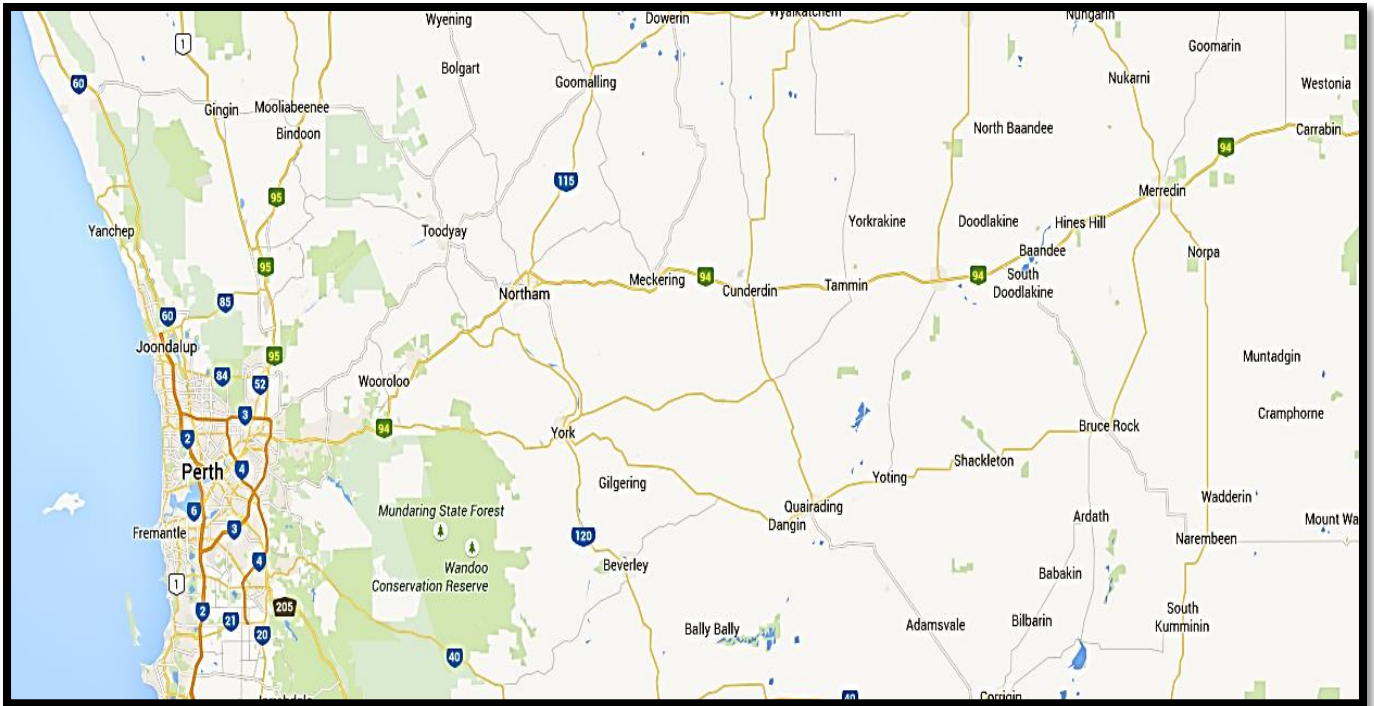 Wyening
Dowerin
Wyalkatchem
Nungarin
1
Goomarin
Bolgart
60
Goomalling
Nukarni
Westonia
Gingin
Mooliabeenee
Bindoon
North Baandee
Carrabin
94
115
95
Merredin
Yanchep
Toodyay
Yorkrakine
Doodlakine
Hines Hill
Baandee
Norpa
95
Northam
Meckering
94
Cunderdin
Tammin
94
South
Doodlakine
85
60
Joondalup
95
Muntadgin
84
52
Wooroloo
3
Cramphorne
94
2
York
Bruce Rock
Perth
4
Shackleton
Yoting
Gilgering
Quairading
Dangin
Wadderin
6
Mundaring State Forest
Ardath
Mount Wa
Fremantle
3
120
Narembeen
Wandoo
Conservation Reserve
4
Beverley
Babakin
1
2
205
21
20
South
Kumminin
Bally Bally
Adamsvale
Bilbarin
40
40
Corrigin